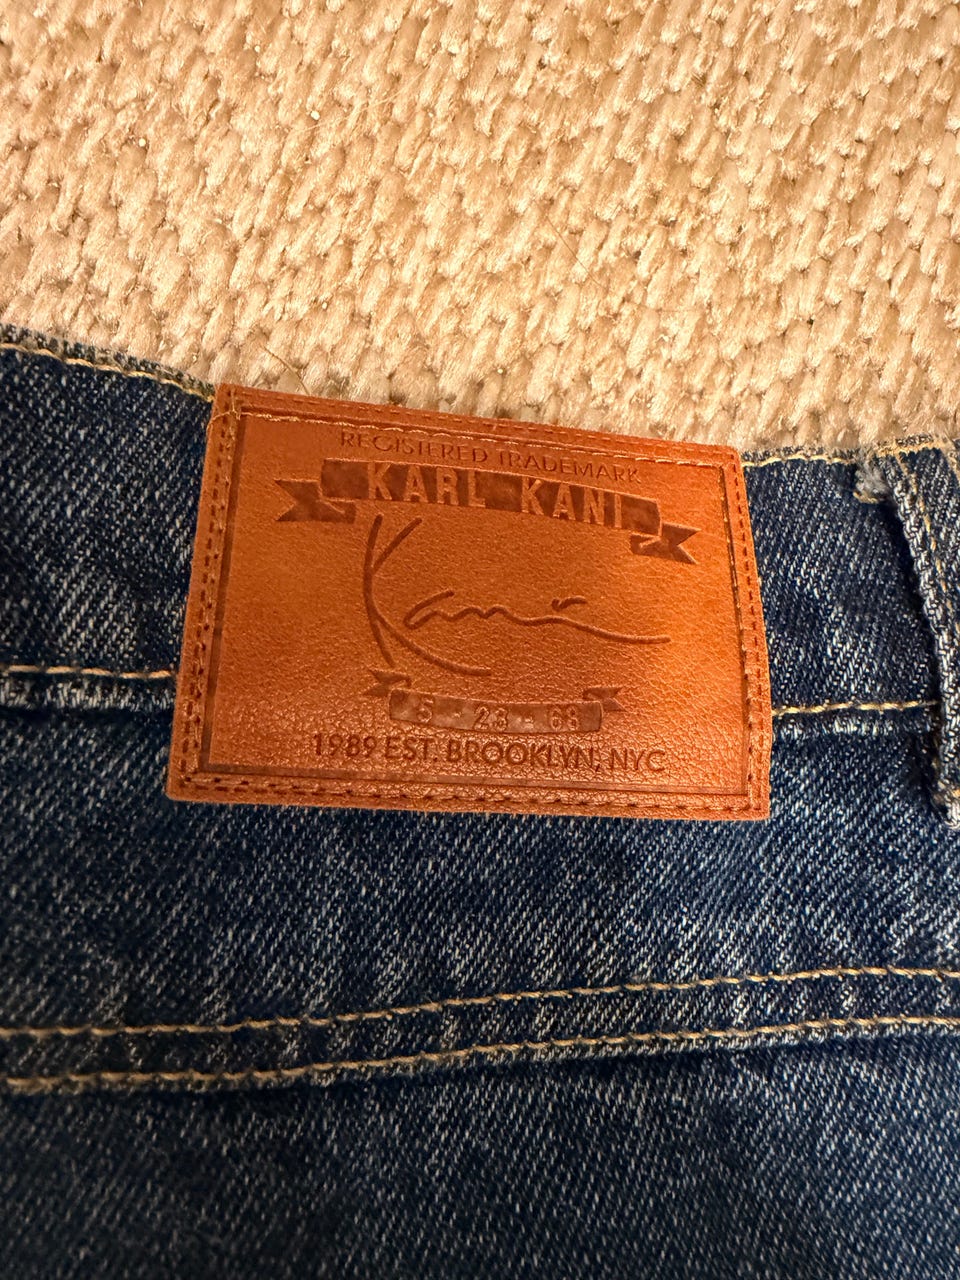 REGISTERED TRADEMARK
KARL KANI
Kani
5 - 23 - 68
1989 EST. BROOKLYN, NYC